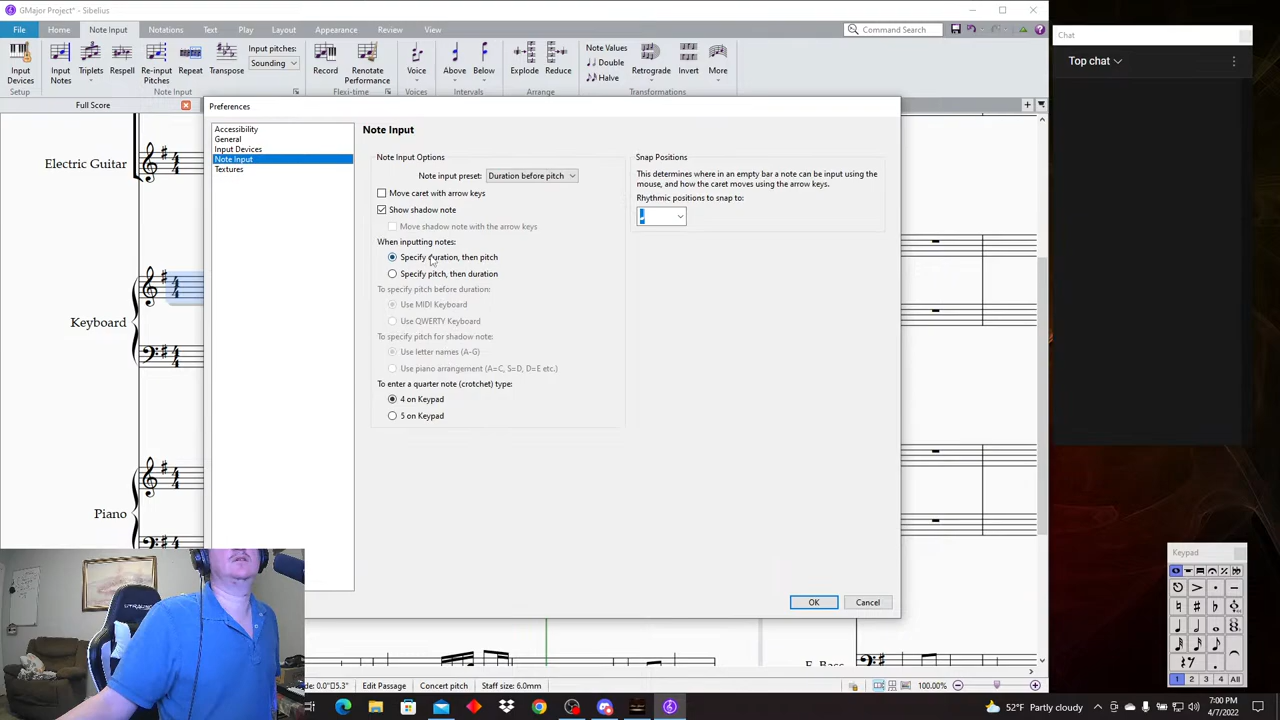 GMajor Project* - Sibelius
File Home Note Input Notations Text Play Layout Appearance Parts Review View
Command Search
Input Devices
Input Notes
Triplets
Respell
Re-input Pitches
Repeat
Transpose
Input pitches:
Sounding
Record
Renotate Performance
Voice
Above
Below
Explode
Reduce
Note Values
Double
Halve
Retrograde
Invert
More
Setup Note Input Flexi-time Voices Intervals Arrange Transformations
Full Score
Electric Guitar
Keyboard
Piano
E. Bass
Preferences
Accessibility
General
Input Devices
Note Input
Textures
Note Input
Note Input Options
Note input preset: Duration before pitch
Move caret with arrow keys
Show shadow note
Move shadow note with the arrow keys
When inputting notes:
Specify duration, then pitch
Specify pitch, then duration
To specify pitch before duration:
Use MIDI Keyboard
Use QWERTY Keyboard
To specify pitch for shadow note:
Use letter names (A-G)
Use piano arrangement (A=C, S=D, D=E etc.)
To enter a quarter note (crotchet) type:
4 on Keypad
5 on Keypad
Snap Positions
This determines where in an empty bar a note can be input using the
mouse, and how the caret moves using the arrow keys.
Rhythmic positions to snap to:
OK Cancel
Chat
Top chat
Keypad
1 2 3 4 All
Edit Passage Concert pitch Staff size: 6.0mm 100.00%
52°F Partly cloudy
7:00 PM
4/7/2022